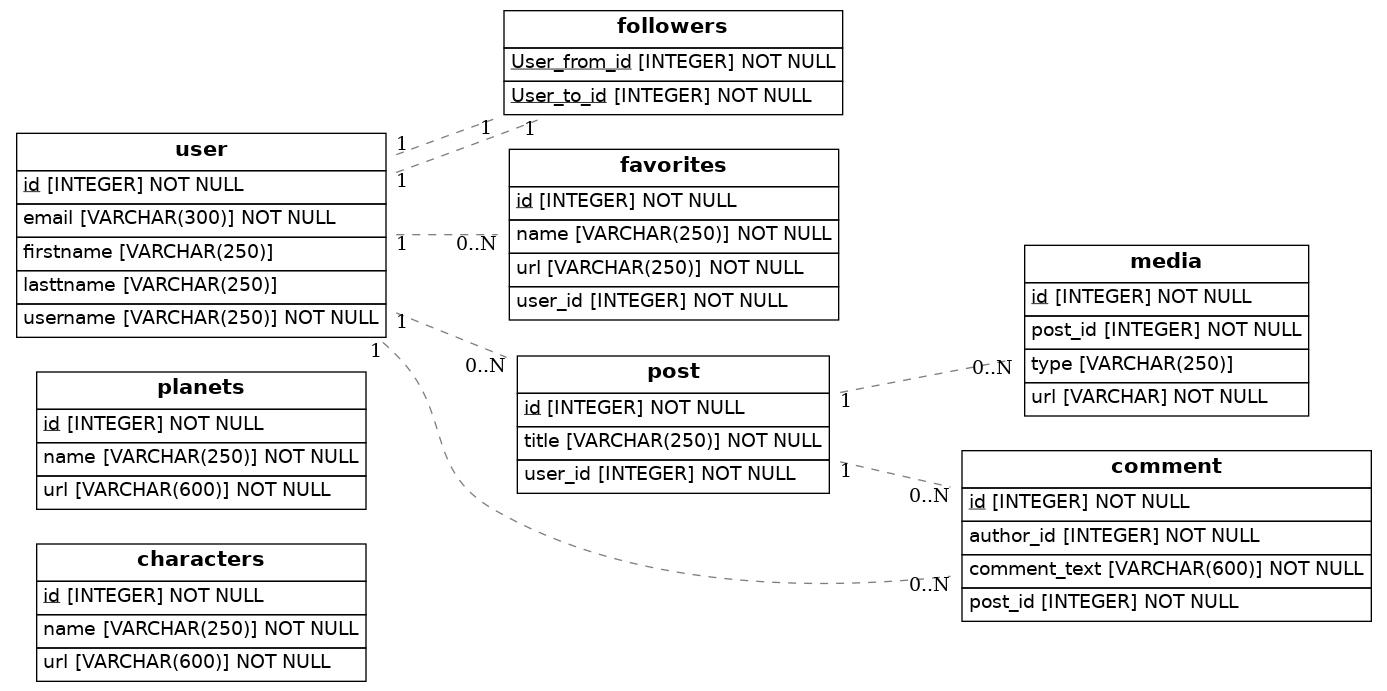 followers
User_from_id [INTEGER] NOT NULL
User_to_id [INTEGER] NOT NULL
user
id [INTEGER] NOT NULL
email [VARCHAR(300)] NOT NULL
firstname [VARCHAR(250)]
lasttname [VARCHAR(250)]
username [VARCHAR(250)] NOT NULL
1
1
1
1
favorites
id [INTEGER] NOT NULL
name [VARCHAR(250)] NOT NULL
url [VARCHAR(250)] NOT NULL
user_id [INTEGER] NOT NULL
1
0..N
media
id [INTEGER] NOT NULL
post_id [INTEGER] NOT NULL
type [VARCHAR(250)]
url [VARCHAR] NOT NULL
1
0..N
post
id [INTEGER] NOT NULL
title [VARCHAR(250)] NOT NULL
user_id [INTEGER] NOT NULL
1
0..N
1
0..N
comment
id [INTEGER] NOT NULL
author_id [INTEGER] NOT NULL
comment_text [VARCHAR(600)] NOT NULL
post_id [INTEGER] NOT NULL
1
0..N
planets
id [INTEGER] NOT NULL
name [VARCHAR(250)] NOT NULL
url [VARCHAR(600)] NOT NULL
characters
id [INTEGER] NOT NULL
name [VARCHAR(250)] NOT NULL
url [VARCHAR(600)] NOT NULL